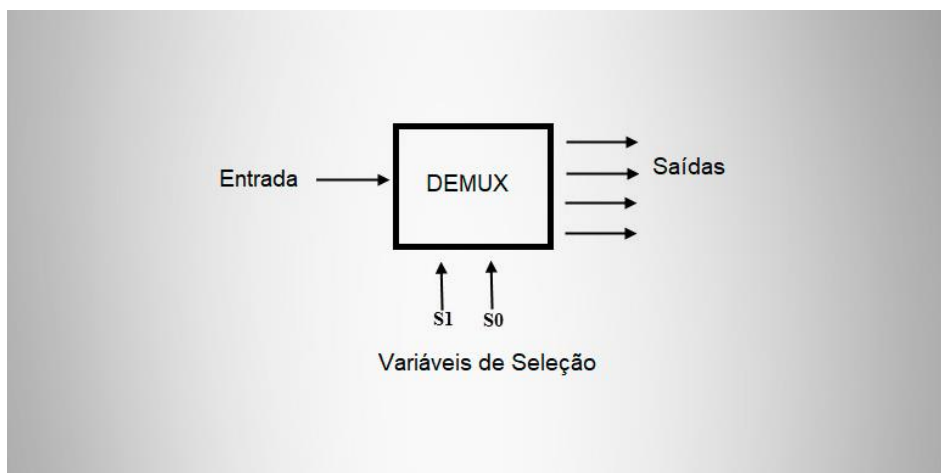 Entrada
DEMUX
Saídas
S1 S0
Variáveis de Seleção